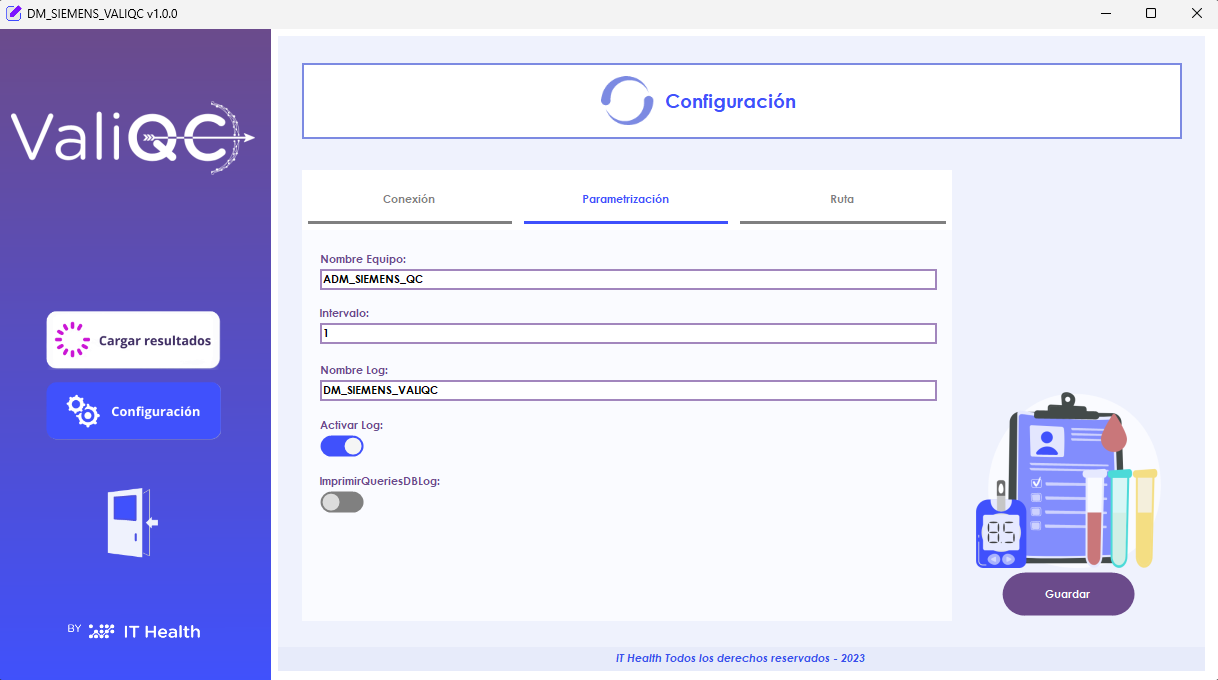 DM_SIEMENS_VALIQC v1.0.0
ValiQC
Cargar resultados
Configuración
BY IT Health
Configuración
Conexión Parametrización Ruta
Nombre Equipo:
ADM_SIEMENS_QC
Intervalo:
1
Nombre Log:
DM_SIEMENS_VALIQC
Activar Log:
ImprimirQueriesDBLog:
85
Guardar
IT Health Todos los derechos reservados - 2023